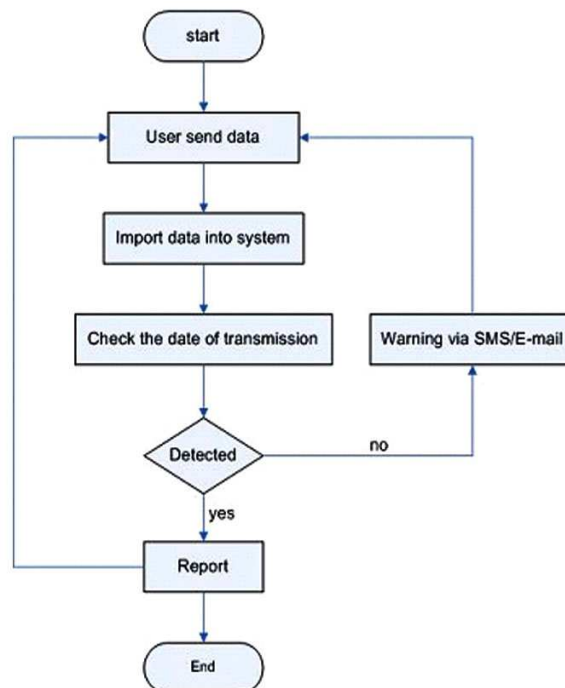 start
User send data
Import data into system
Check the date of transmission
Warning via SMS/E-mail
Detected
no
yes
Report
End